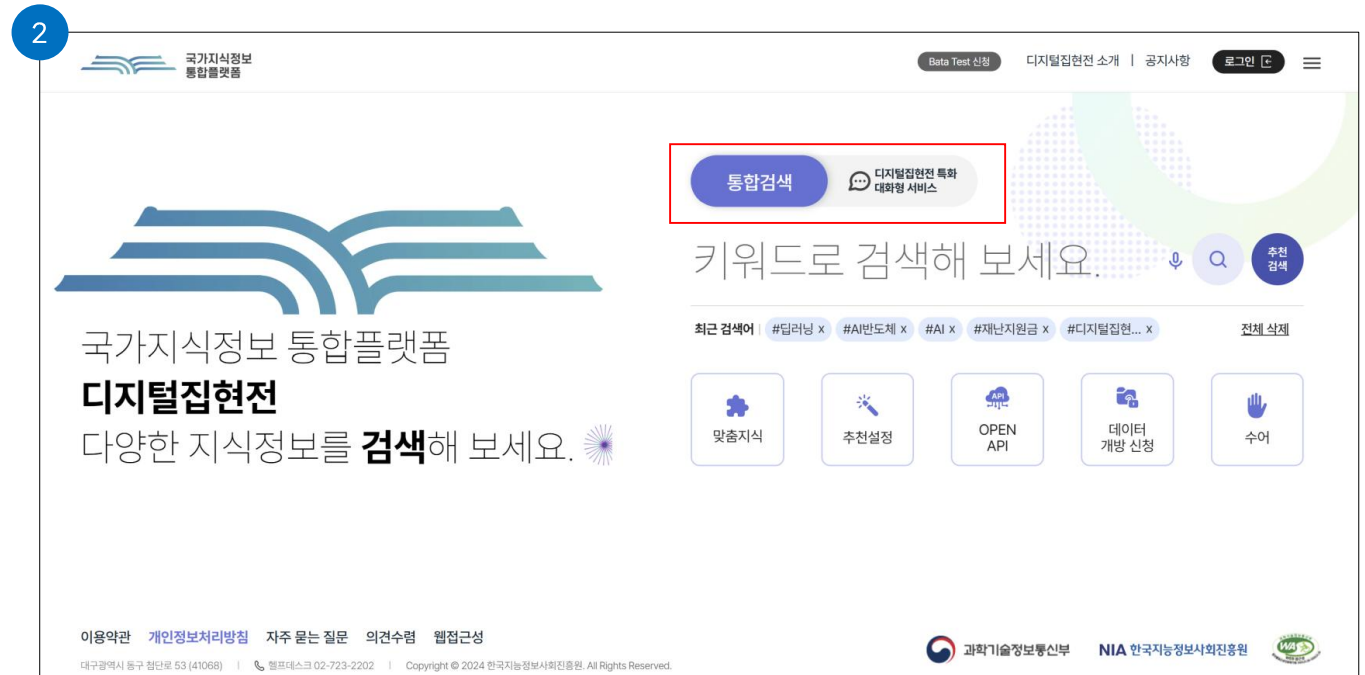 2
국가지식정보
통합플랫폼
Bata Test 신청
디지털집현전 소개 | 공지사항
로그인
통합검색
디지털집현전 특화
대화형 서비스
키워드로 검색해 보세요.
추천
검색
최근 검색어 | #딥러닝 x #AI반도체 x #AI x #재난지원금 x #디지털집현... x 전체 삭제
국가지식정보 통합플랫폼
디지털집현전
다양한 지식정보를 검색해 보세요.
맞춤지식
추천설정
API
OPEN
API
데이터
개방 신청
수어
이용약관 개인정보처리방침 자주 묻는 질문 의견수렴 웹접근성
대구광역시 동구 첨단로 53 (41068) | 헬프데스크 02-723-2202 | Copyright © 2024 한국지능정보사회진흥원. All Rights Reserved.
과학기술정보통신부
NIA 한국지능정보사회진흥원
WA